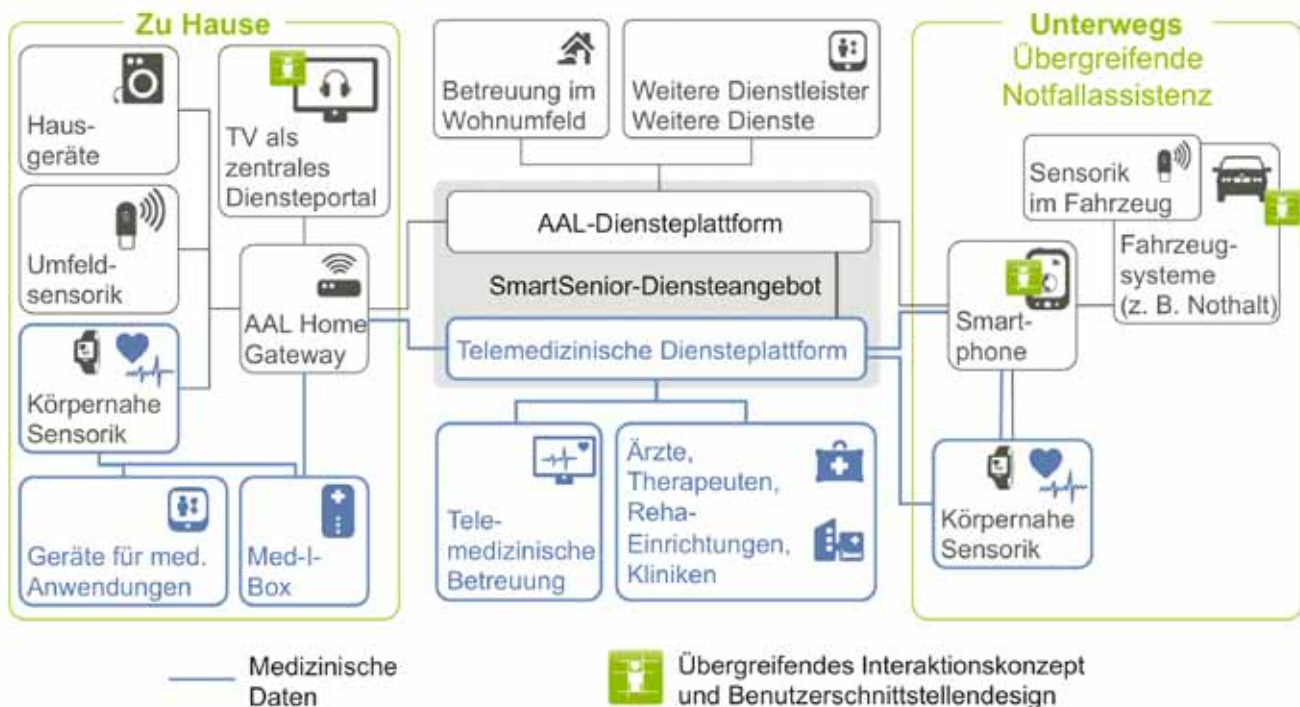 Zu Hause
Haus-
geräte
TV als
zentrales
Diensteportal
Umfeld-
sensorik
AAL Home
Gateway
Körpernahe
Sensorik
Geräte für med.
Anwendungen
Med-I-
Box
Betreuung im
Wohnumfeld
Weitere Dienstleister
Weitere Dienste
AAL-Diensteplattform
SmartSenior-Diensteangebot
Telemedizinische Diensteplattform
Tele-
medizinische
Betreuung
Ärzte,
Therapeuten,
Reha-
Einrichtungen,
Kliniken
Unterwegs
Übergreifende
Notfallassistenz
Sensorik
im Fahrzeug
Fahrzeug-
systeme
(z. B. Nothalt)
Smart-
phone
Körpernahe
Sensorik
Medizinische
Daten
Übergreifendes Interaktionskonzept
und Benutzerschnittstellendesign